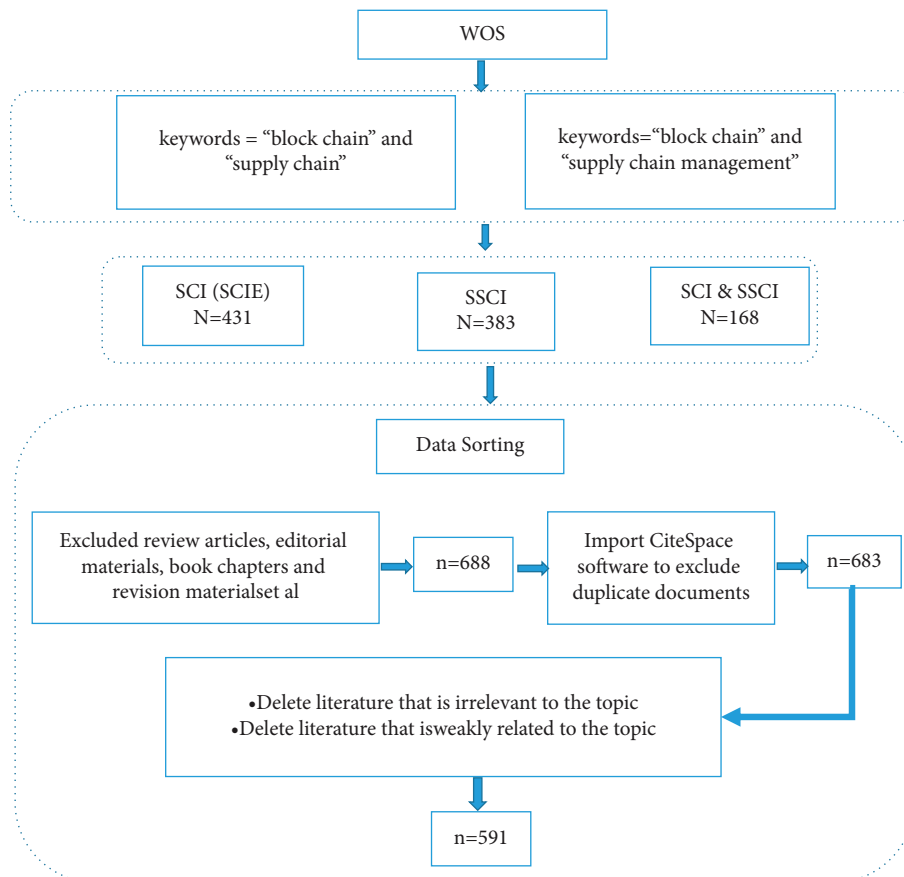 WOS
keywords = “block chain” and
“supply chain”
keywords=“block chain” and
“supply chain management”
SCI (SCIE)
N=431
SSCI
N=383
SCI & SSCI
N=168
Data Sorting
Excluded review articles, editorial
materials, book chapters and
revision materialset al
n=688
Import CiteSpace
software to exclude
duplicate documents
n=683
•Delete literature that is irrelevant to the topic
•Delete literature that isweakly related to the topic
n=591